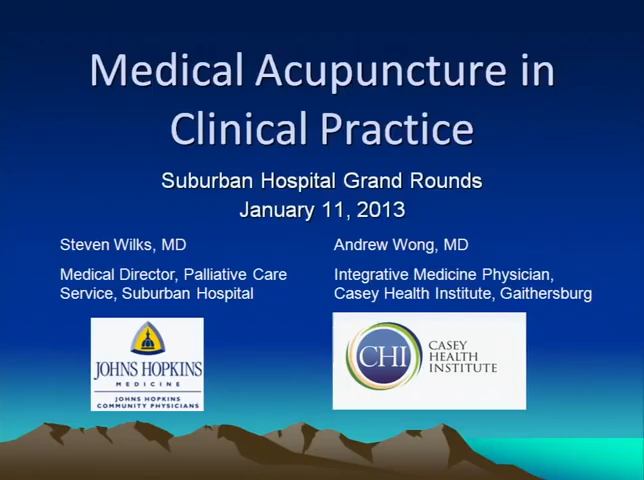 Medical Acupuncture in
Clinical Practice
Suburban Hospital Grand Rounds
January 11, 2013
Steven Wilks, MD
Medical Director, Palliative Care
Service, Suburban Hospital
Andrew Wong, MD
Integrative Medicine Physician,
Casey Health Institute, Gaithersburg
JOHNS HOPKINS
MEDICINE
JOHNS HOPKINS
COMMUNITY PHYSICIANS
CHI
CASEY
HEALTH
INSTITUTE